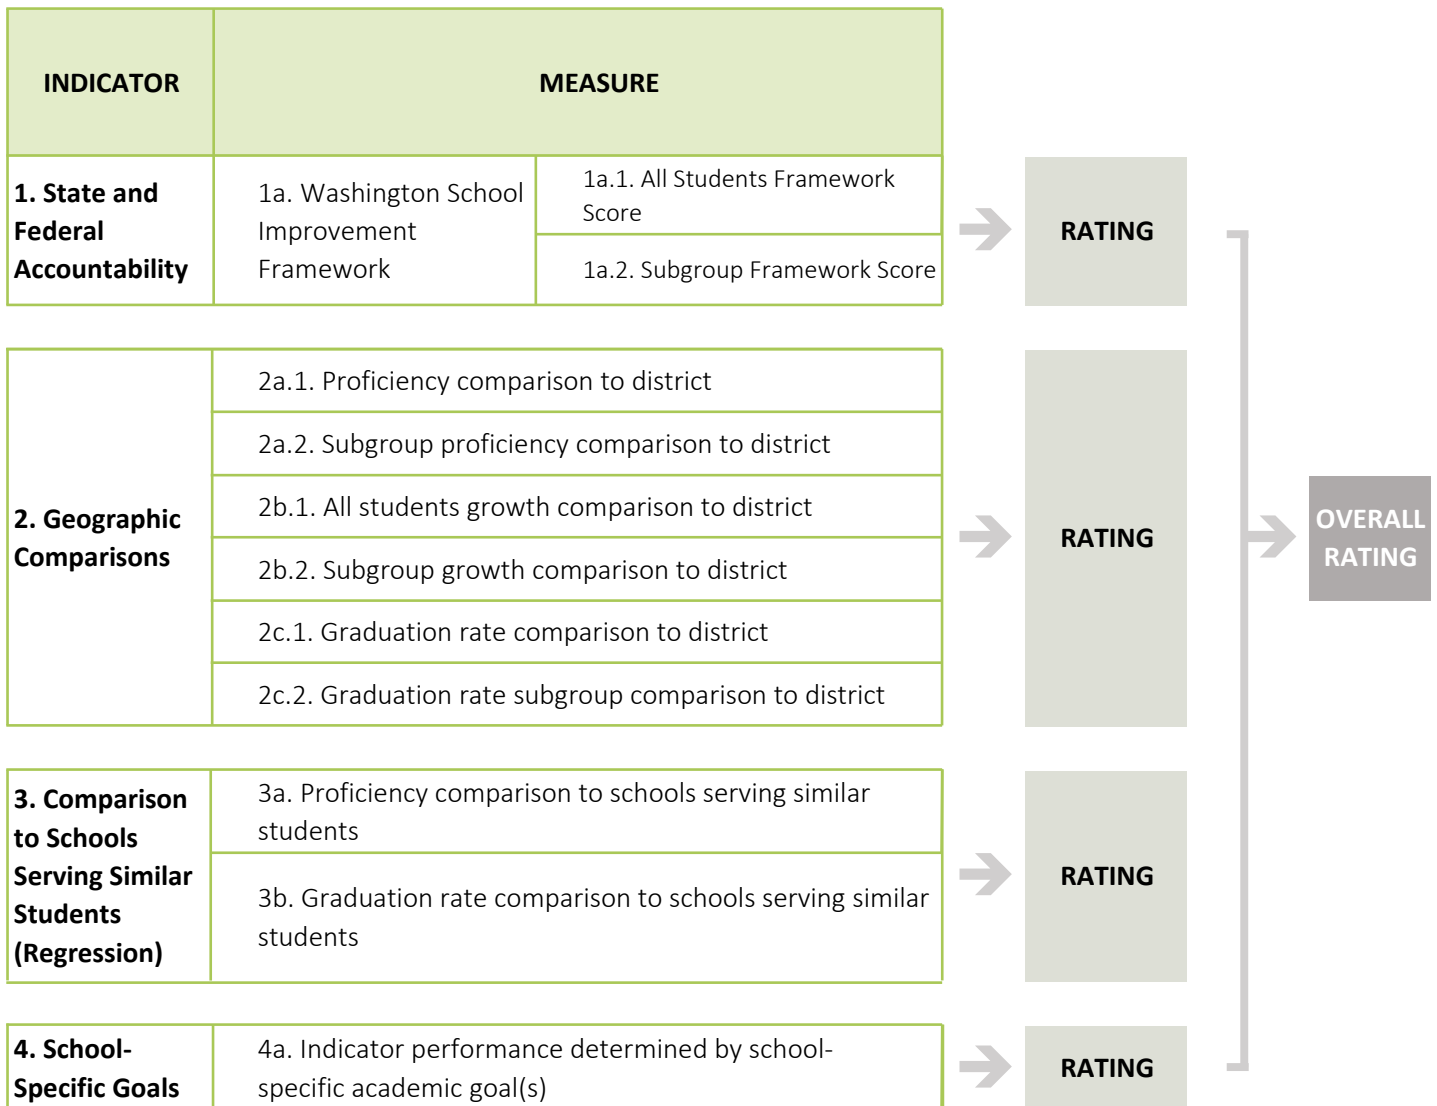 INDICATOR
MEASURE
1. State and
Federal
Accountability
1a. Washington School
Improvement
Framework
1a.1. All Students Framework
Score
1a.2. Subgroup Framework Score
RATING
2. Geographic
Comparisons
2a.1. Proficiency comparison to district
2a.2. Subgroup proficiency comparison to district
2b.1. All students growth comparison to district
2b.2. Subgroup growth comparison to district
2c.1. Graduation rate comparison to district
2c.2. Graduation rate subgroup comparison to district
RATING
OVERALL
RATING
3. Comparison
to Schools
Serving Similar
Students
(Regression)
3a. Proficiency comparison to schools serving similar
students
3b. Graduation rate comparison to schools serving similar
students
RATING
4. School-
Specific Goals
4a. Indicator performance determined by school-
specific academic goal(s)
RATING